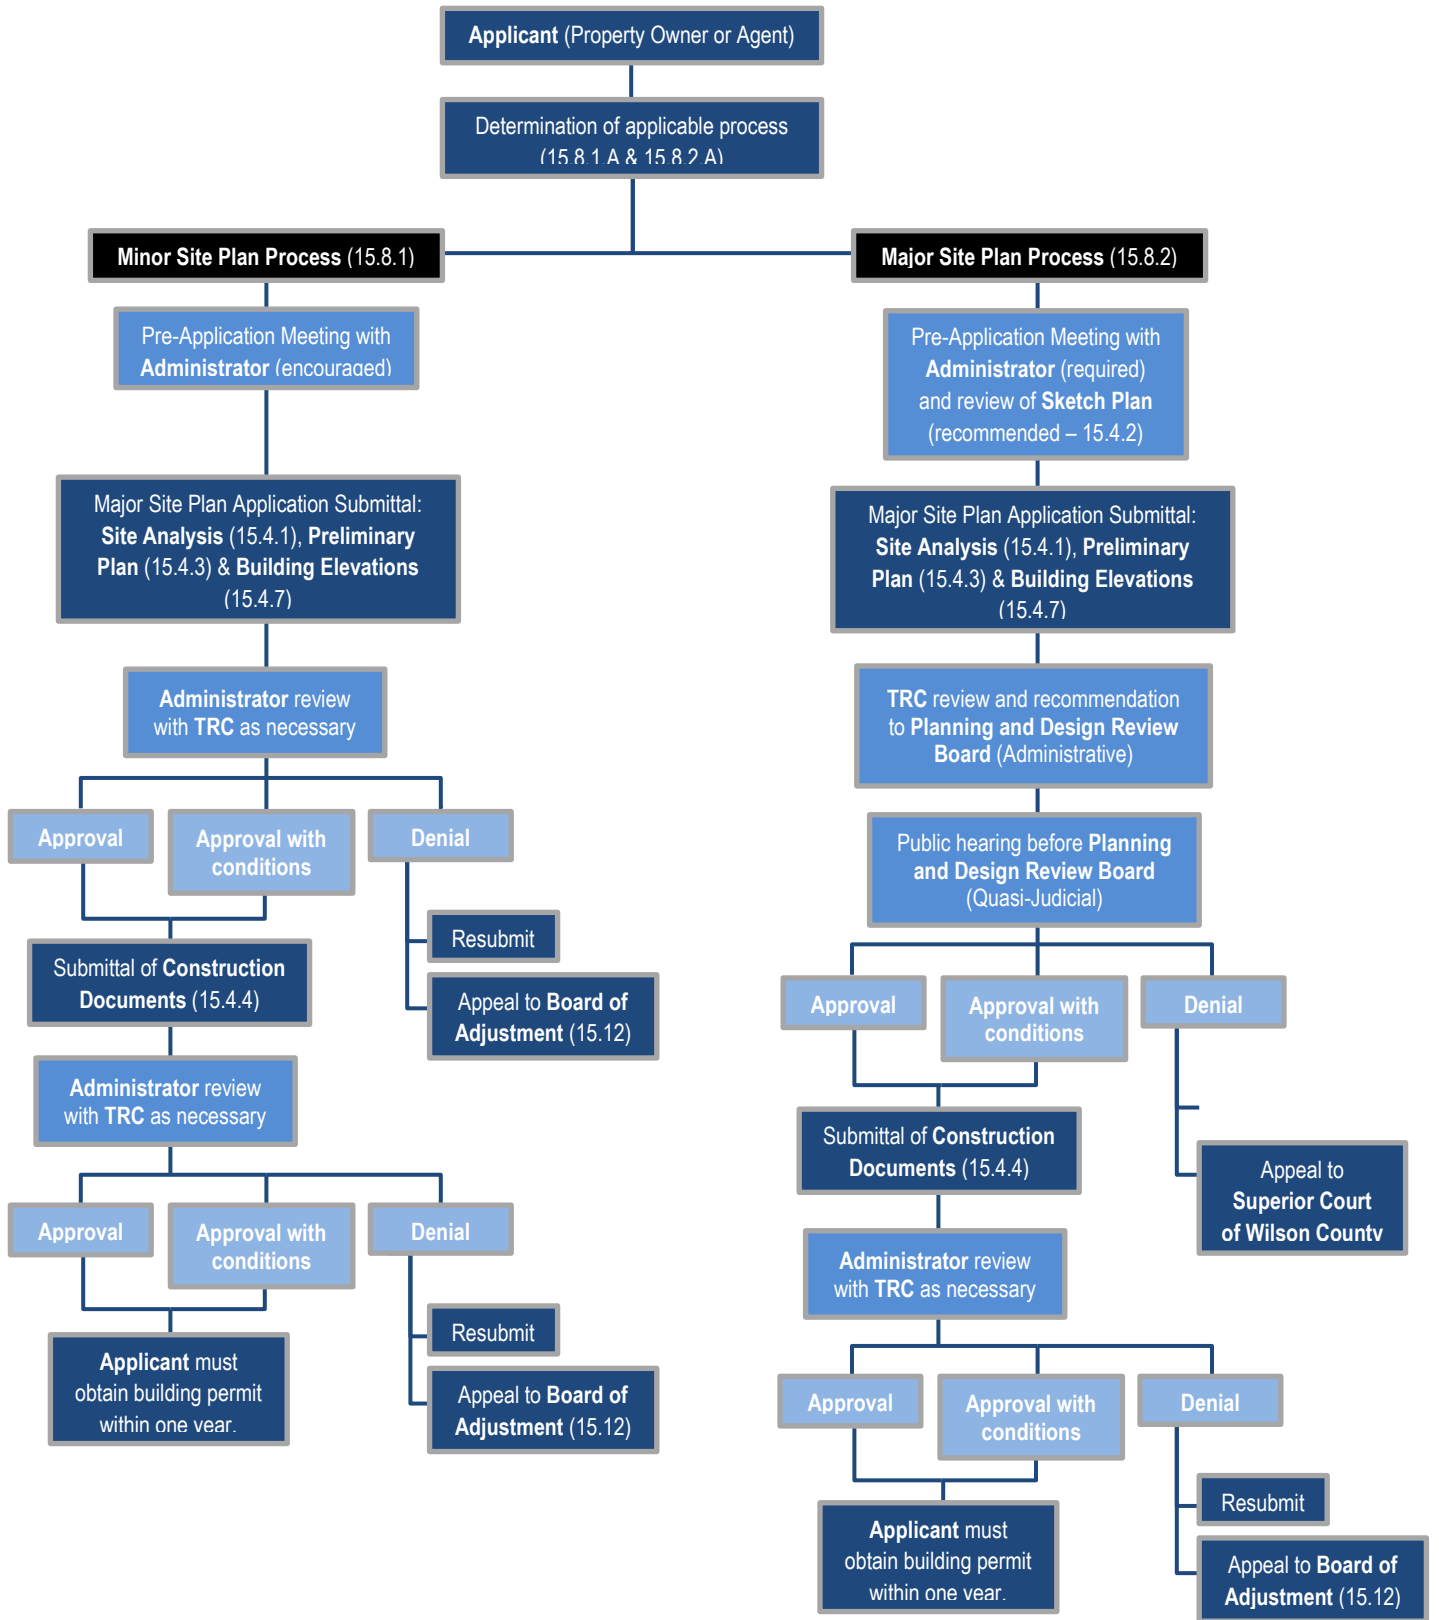 Applicant (Property Owner or Agent)
Determination of applicable process
(15.8.1.A & 15.8.2.A)
Minor Site Plan Process (15.8.1)
Pre-Application Meeting with
Administrator (encouraged)
Major Site Plan Application Submittal:
Site Analysis (15.4.1), Preliminary
Plan (15.4.3) & Building Elevations
(15.4.7)
Administrator review
with TRC as necessary
Approval
Approval with
conditions
Denial
Resubmit
Appeal to Board of
Adjustment (15.12)
Submittal of Construction
Documents (15.4.4)
Administrator review
with TRC as necessary
Approval
Approval with
conditions
Denial
Resubmit
Appeal to Board of
Adjustment (15.12)
Applicant must
obtain building permit
within one year.
Major Site Plan Process (15.8.2)
Pre-Application Meeting with
Administrator (required)
and review of Sketch Plan
(recommended – 15.4.2)
Major Site Plan Application Submittal:
Site Analysis (15.4.1), Preliminary
Plan (15.4.3) & Building Elevations
(15.4.7)
TRC review and recommendation
to Planning and Design Review
Board (Administrative)
Public hearing before Planning
and Design Review Board
(Quasi-Judicial)
Approval
Approval with
conditions
Denial
Appeal to
Superior Court
of Wilson County
Submittal of Construction
Documents (15.4.4)
Administrator review
with TRC as necessary
Approval
Approval with
conditions
Denial
Resubmit
Appeal to Board of
Adjustment (15.12)
Applicant must
obtain building permit
within one year.